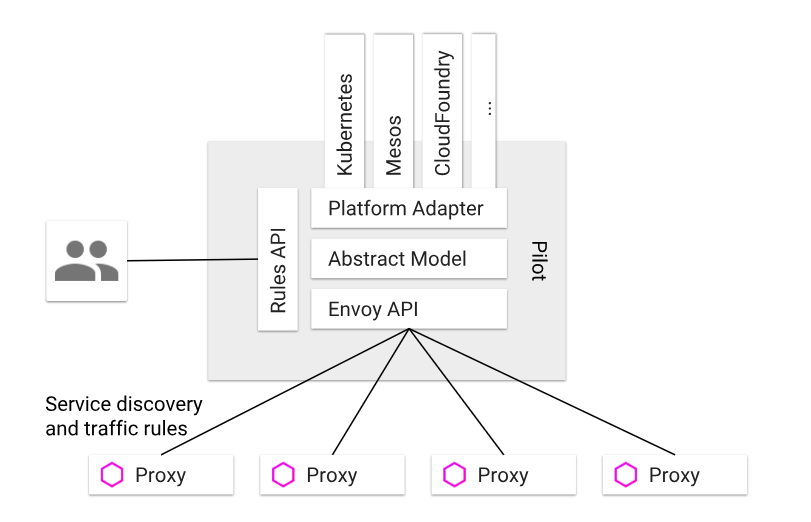 Kubernetes
Mesos
CloudFoundry
...
Platform Adapter
Rules API
Abstract Model
Pilot
Envoy API
Service discovery
and traffic rules
Proxy
Proxy
Proxy
Proxy